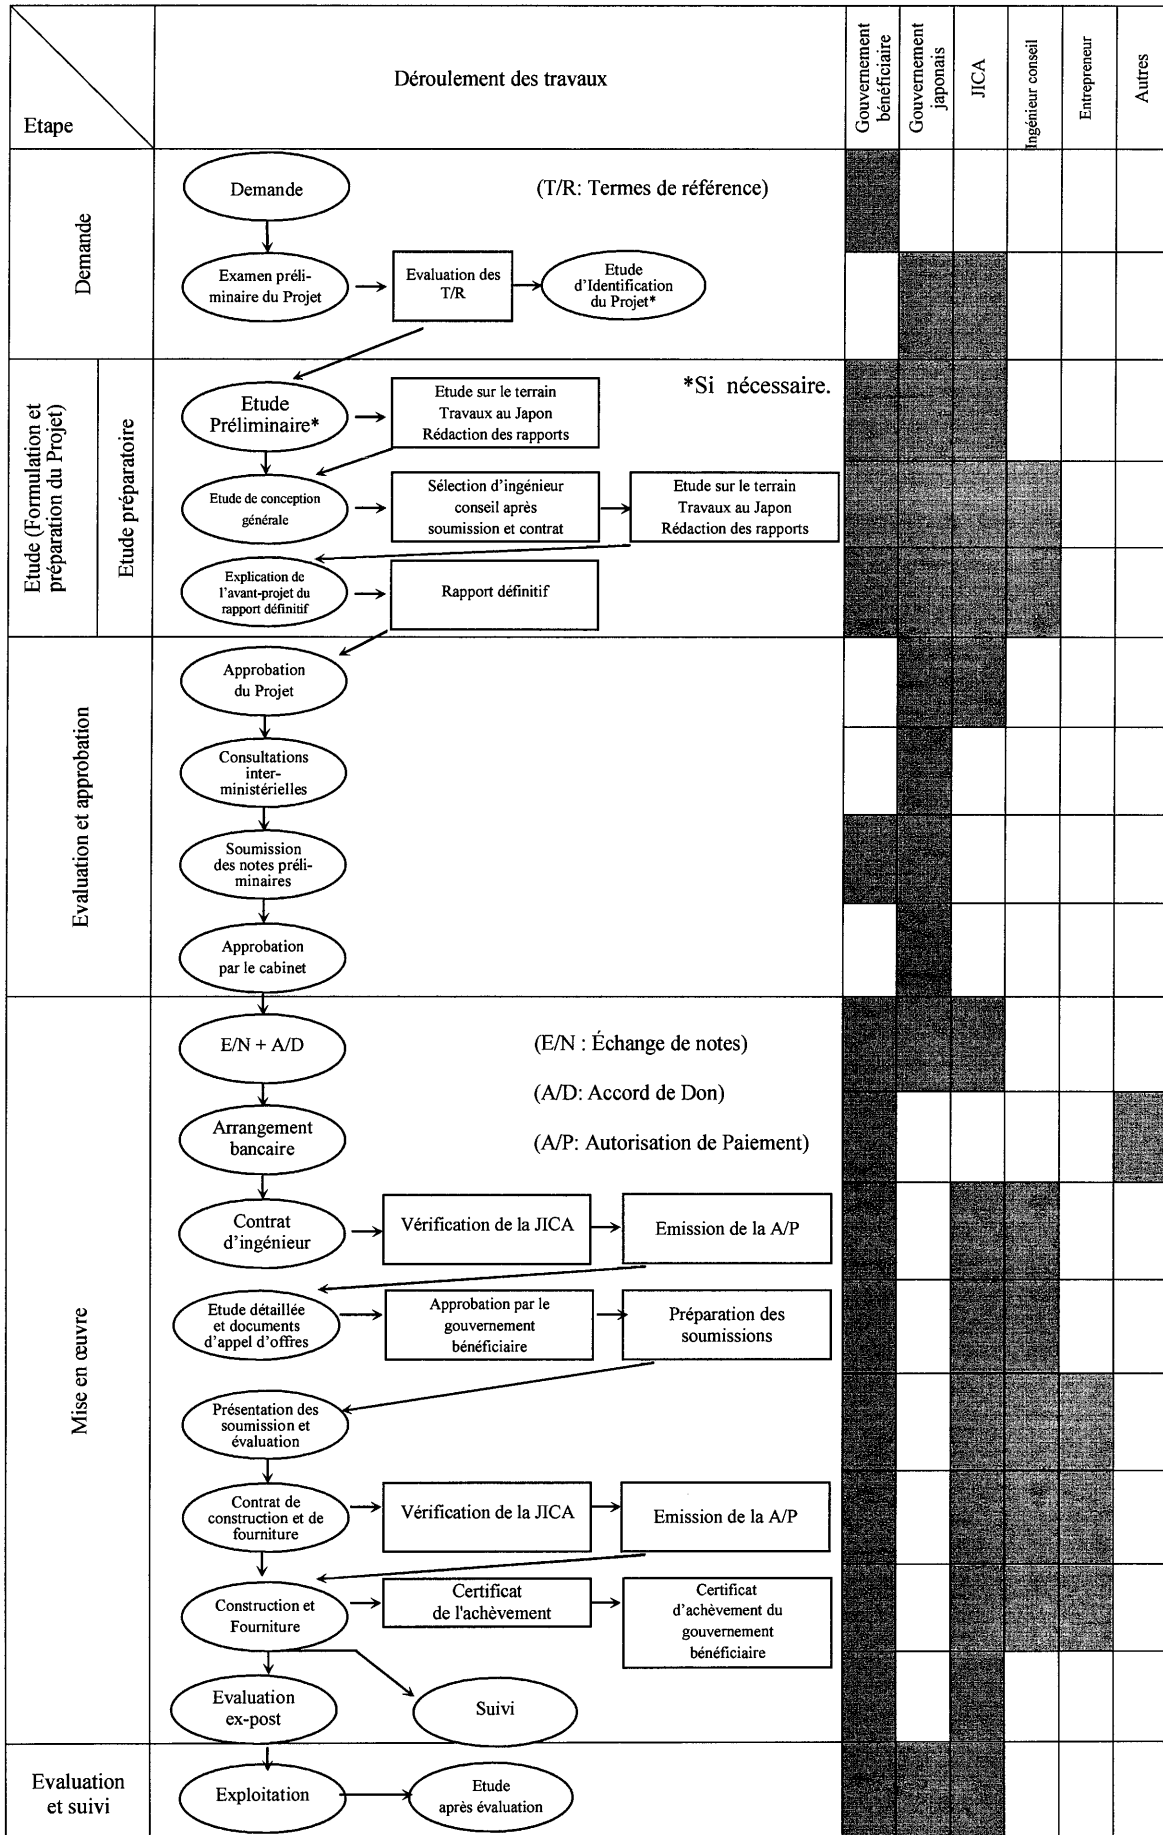 Etape
Déroulement des travaux
Gouvernement
bénéficiaire
Gouvernement
japonais
JICA
Ingénieur conseil
Entrepreneur
Autres
Demande
Demande
(T/R: Termes de référence)
Examen préli-
minaire du Projet
Evaluation des
T/R
Etude
d'Identification
du Projet*
Etude (Formulation et
préparation du Projet)
Etude préparatoire
*Si nécessaire.
Etude
Préliminaire*
Etude sur le terrain
Travaux au Japon
Rédaction des rapports
Etude de conception
générale
Sélection d'ingénieur
conseil après
soumission et contrat
Etude sur le terrain
Travaux au Japon
Rédaction des rapports
Explication de
l'avant-projet du
rapport définitif
Rapport définitif
Evaluation et approbation
Approbation
du Projet
Consultations
inter-
ministérielles
Soumission
des notes préli-
minaires
Approbation
par le cabinet
Mise en œuvre
E/N + A/D
(E/N : Échange de notes)
(A/D: Accord de Don)
Arrangement
bancaire
(A/P: Autorisation de Paiement)
Contrat
d'ingénieur
Vérification de la JICA
Emission de la A/P
Etude détaillée
et documents
d'appel d'offres
Approbation par le
gouvernement
bénéficiaire
Préparation des
soumissions
Présentation des
soumission et
évaluation
Contrat de
construction et de
fourniture
Vérification de la JICA
Emission de la A/P
Construction et
Fourniture
Certificat
de l'achèvement
Certificat
d'achèvement du
gouvernement
bénéficiaire
Evaluation
ex-post
Suivi
Evaluation
et suivi
Exploitation
Etude
après évaluation